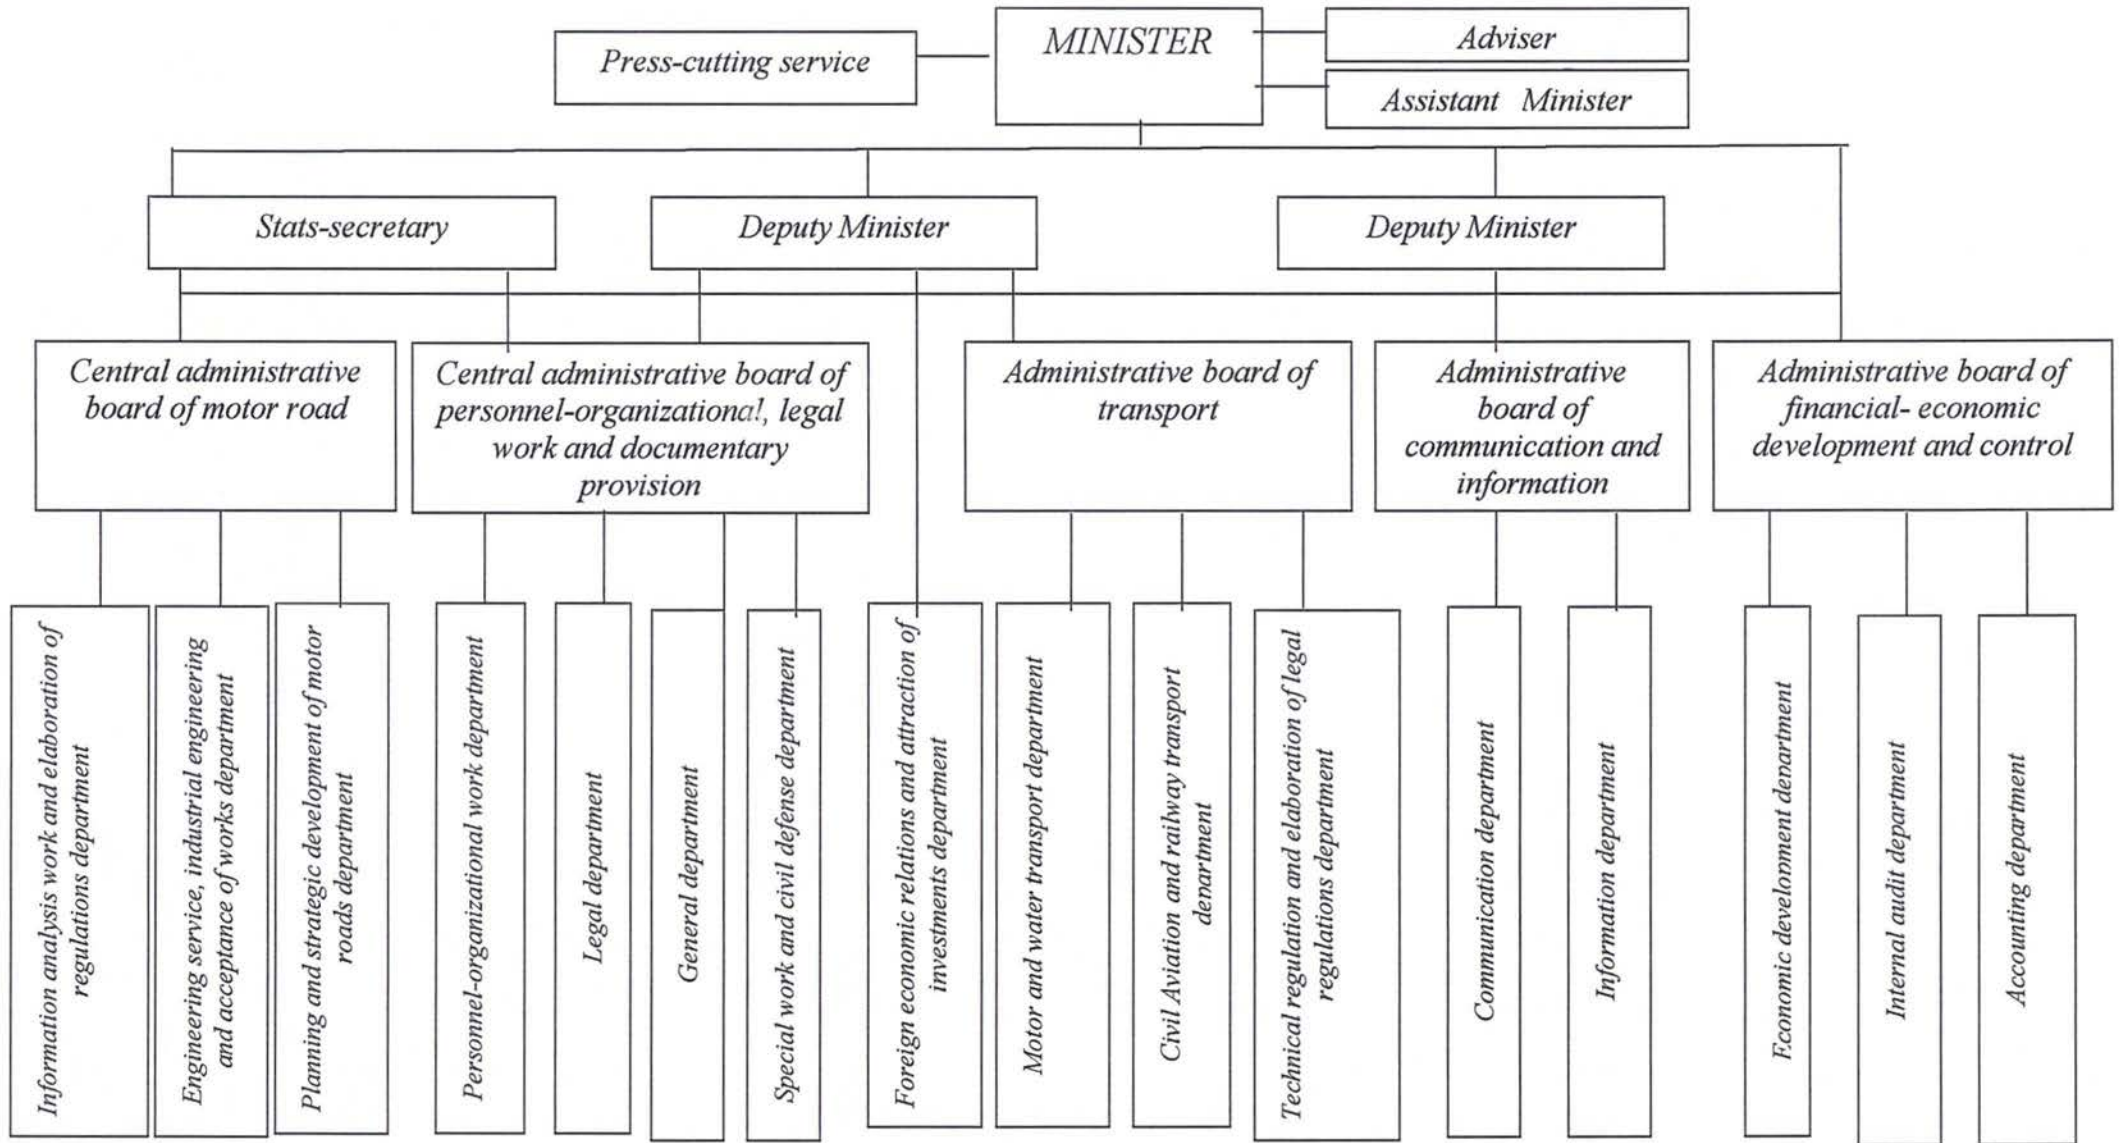 MINISTER
Press-cutting service
Adviser
Assistant Minister
Stats-secretary
Deputy Minister
Deputy Minister
Central administrative
board of motor road
Central administrative board of
personnel-organizational, legal
work and documentary
provision
Administrative board of
transport
Administrative
board of
communication and
information
Administrative board of
financial- economic
development and control
Information analysis work and elaboration of
regulations department
Engineering service, industrial engineering
and acceptance of works department
Planning and strategic development of motor
roads department
Personnel-organizational work department
Legal department
General department
Special work and civil defense department
Foreign economic relations and attraction of
investments department
Motor and water transport department
Civil Aviation and railway transport
department
Technical regulation and elaboration of legal
regulations department
Communication department
Information department
Economic development department
Internal audit department
Accounting department